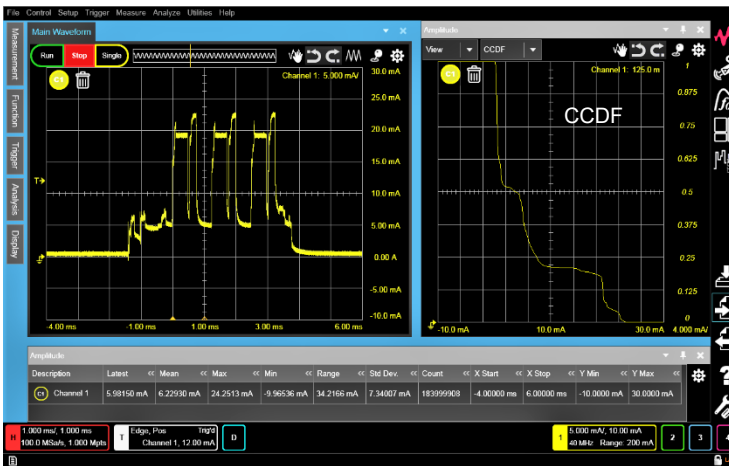 File Control Setup Trigger Measure Analyze Utilities Help
Main Waveform
Run Stop Single
C1
Channel 1: 5.000 mA/
30.0 mA
25.0 mA
20.0 mA
15.0 mA
10.0 mA
5.00 mA
0.00 A
-5.00 mA
-10.0 mA
T
-4.00 ms -1.00 ms 1.00 ms 3.00 ms 6.00 ms
Measurement
Function
Trigger
Analysis
Display
Amplitude
View CCDF
C1
Channel 1: 125.0 m
CCDF
1
0.875
0.75
0.625
0.5
0.375
0.25
0.125
0
-10.0 mA 10.0 mA 30.0 mA 4.000 mA/
Amplitude
Description Latest << Mean << Max << Min << Range << Std Dev. << Count << X Start << X Stop << Y Min << Y Max <<
C1 Channel 1 5.98150 mA 6.22930 mA 24.2513 mA -9.96536 mA 34.2166 mA 7.34007 mA 183999908 -4.00000 ms 6.00000 ms -10.0000 mA 30.0000 mA
H 1.000 ms/, 1.000 ms
100.0 MSa/s, 1.000 Mpts
T Edge, Pos Trig'd
Channel 1, 12.00 mA
D
1 5.000 mA/, 10.00 mA
40 MHz Range: 200 mA
2 3 4